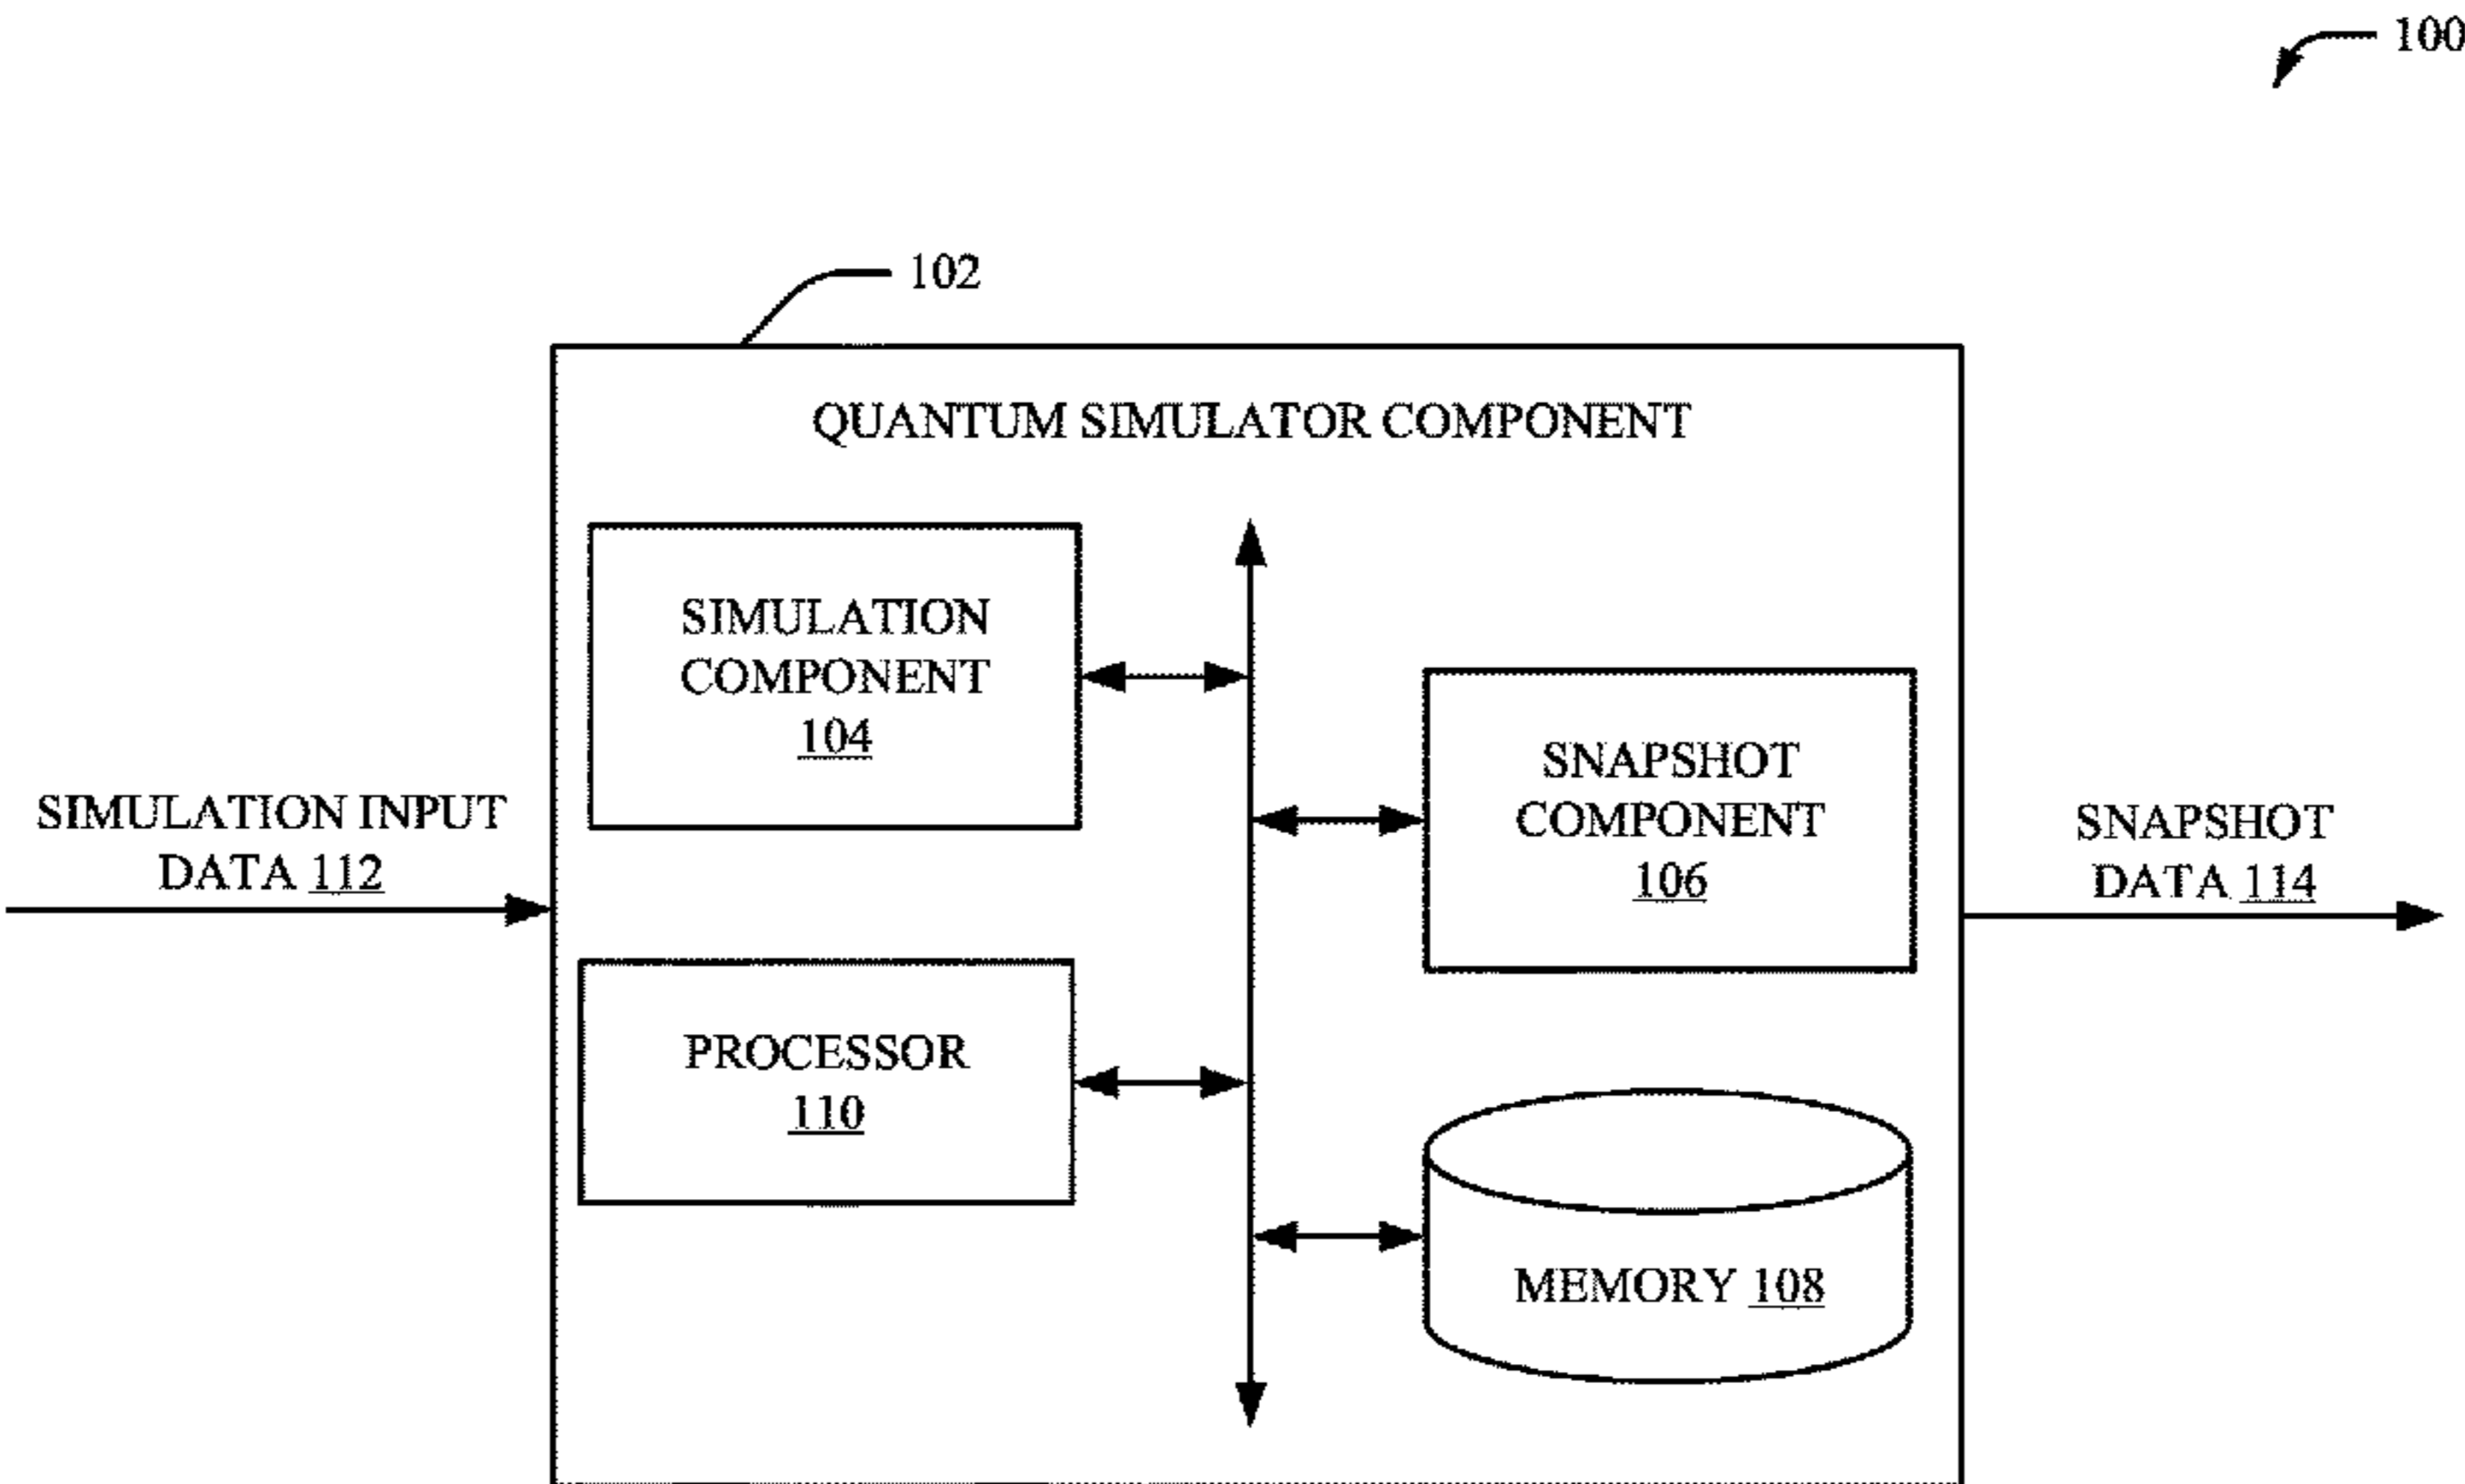 100
102
QUANTUM SIMULATOR COMPONENT
SIMULATION
COMPONENT
104
SNAPSHOT
COMPONENT
106
SIMULATION INPUT
DATA 112
SNAPSHOT
DATA 114
PROCESSOR
110
MEMORY 108